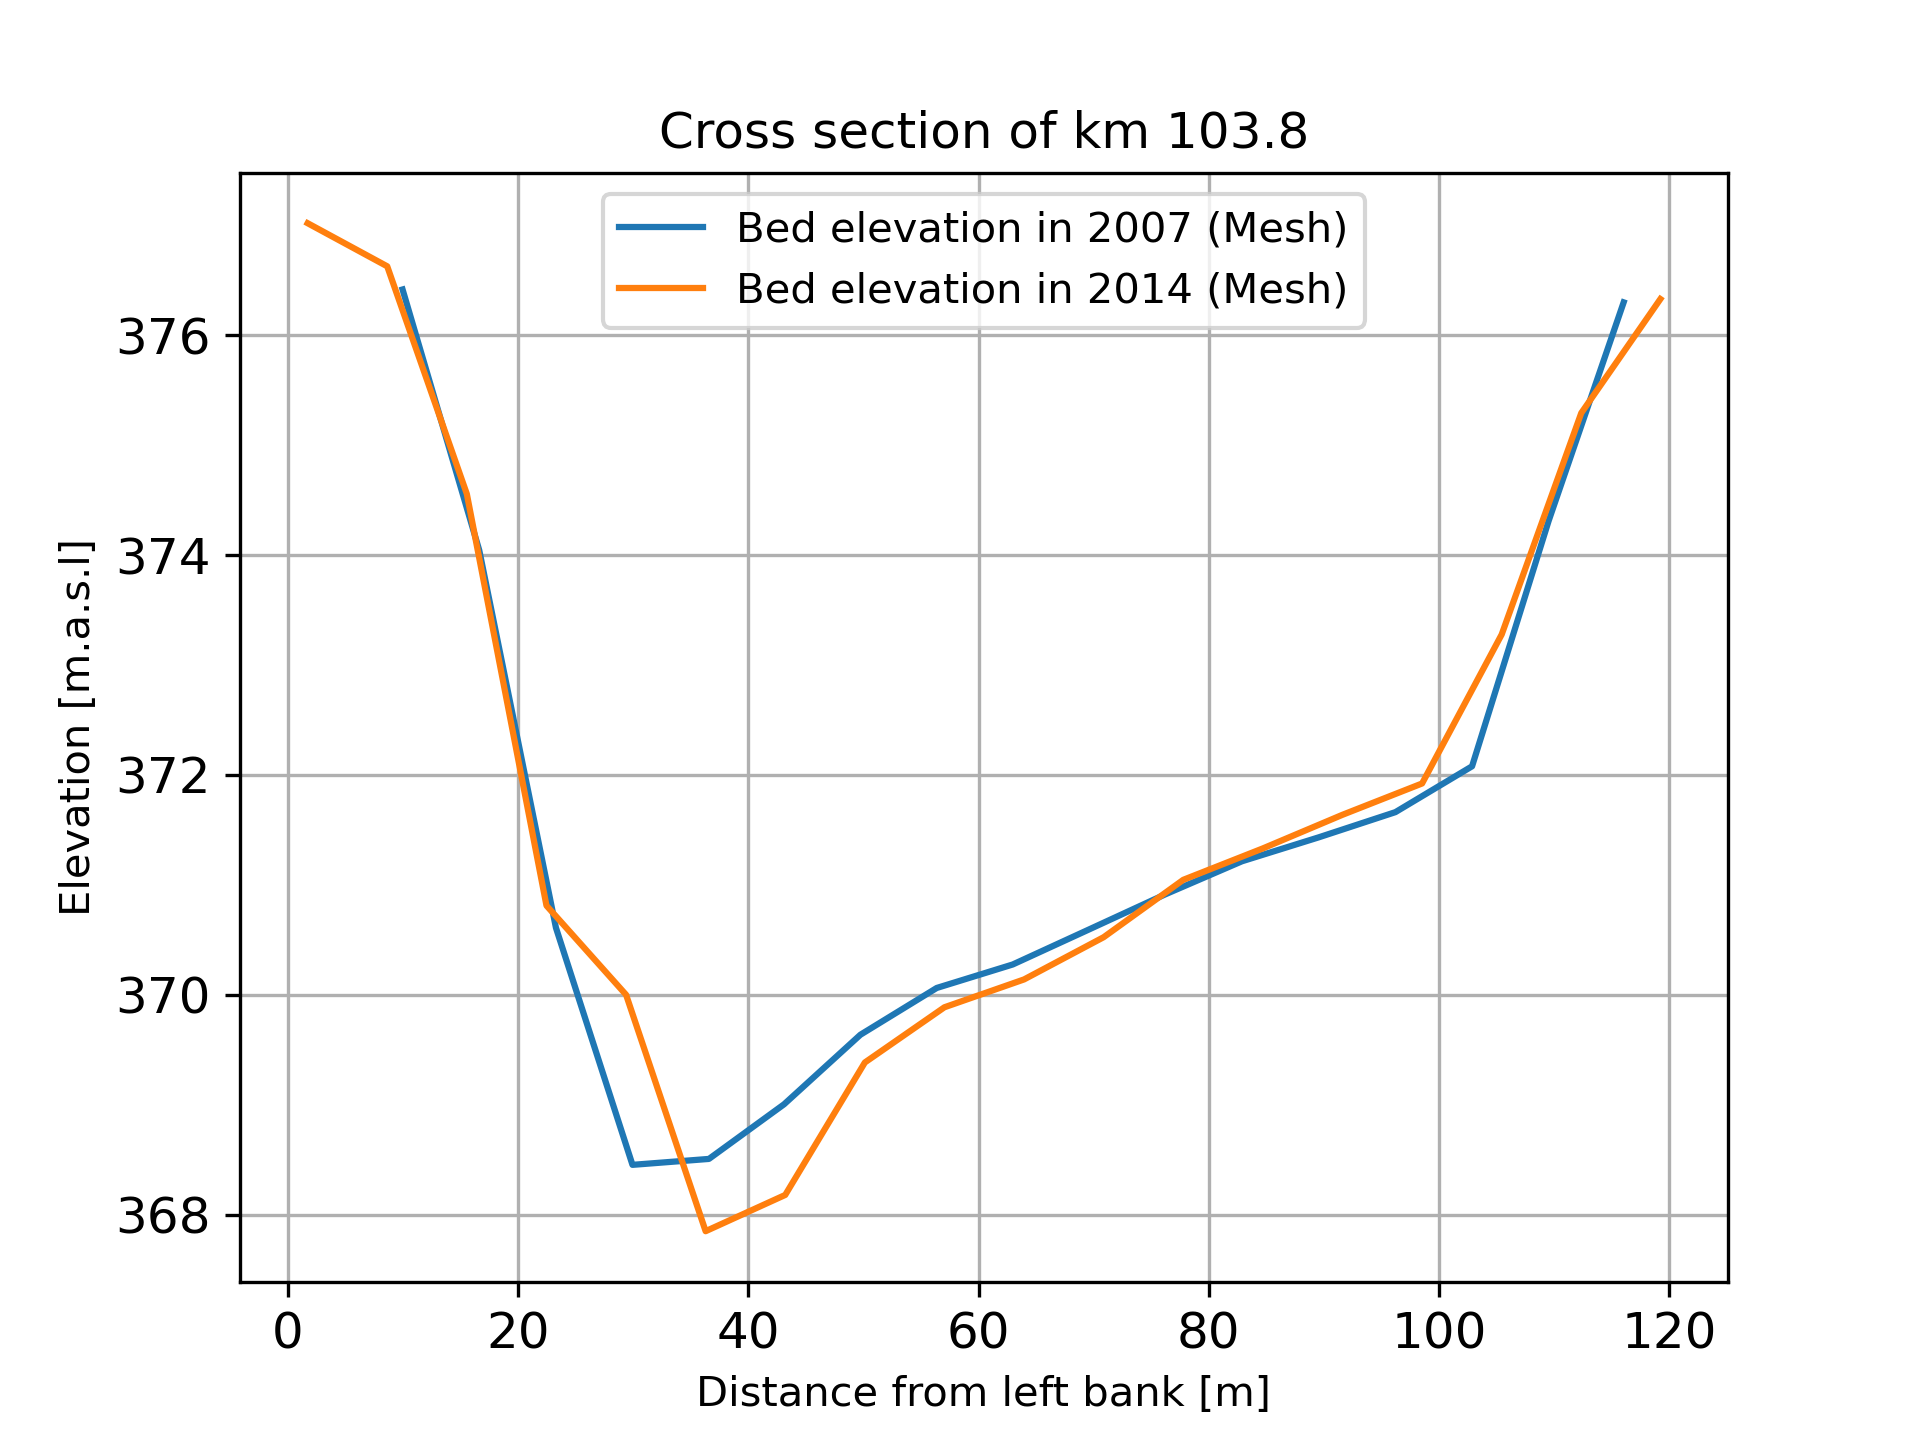 Cross section of km 103.8
Bed elevation in 2007 (Mesh)
Bed elevation in 2014 (Mesh)
376
374
372
370
368
Elevation [m.a.s.l]
0 20 40 60 80 100 120
Distance from left bank [m]